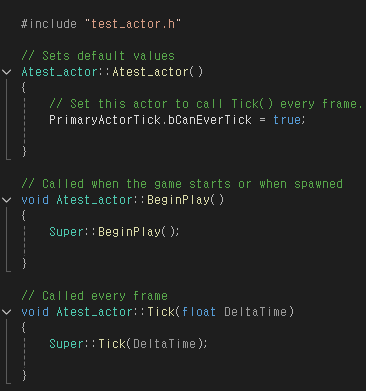 #include "test_actor.h"
// Sets default values
Atest_actor::Atest_actor()
{
// Set this actor to call Tick() every frame.
PrimaryActorTick.bCanEverTick = true;
}
// Called when the game starts or when spawned
void Atest_actor::BeginPlay()
{
Super::BeginPlay();
}
// Called every frame
void Atest_actor::Tick(float DeltaTime)
{
Super::Tick(DeltaTime);
}